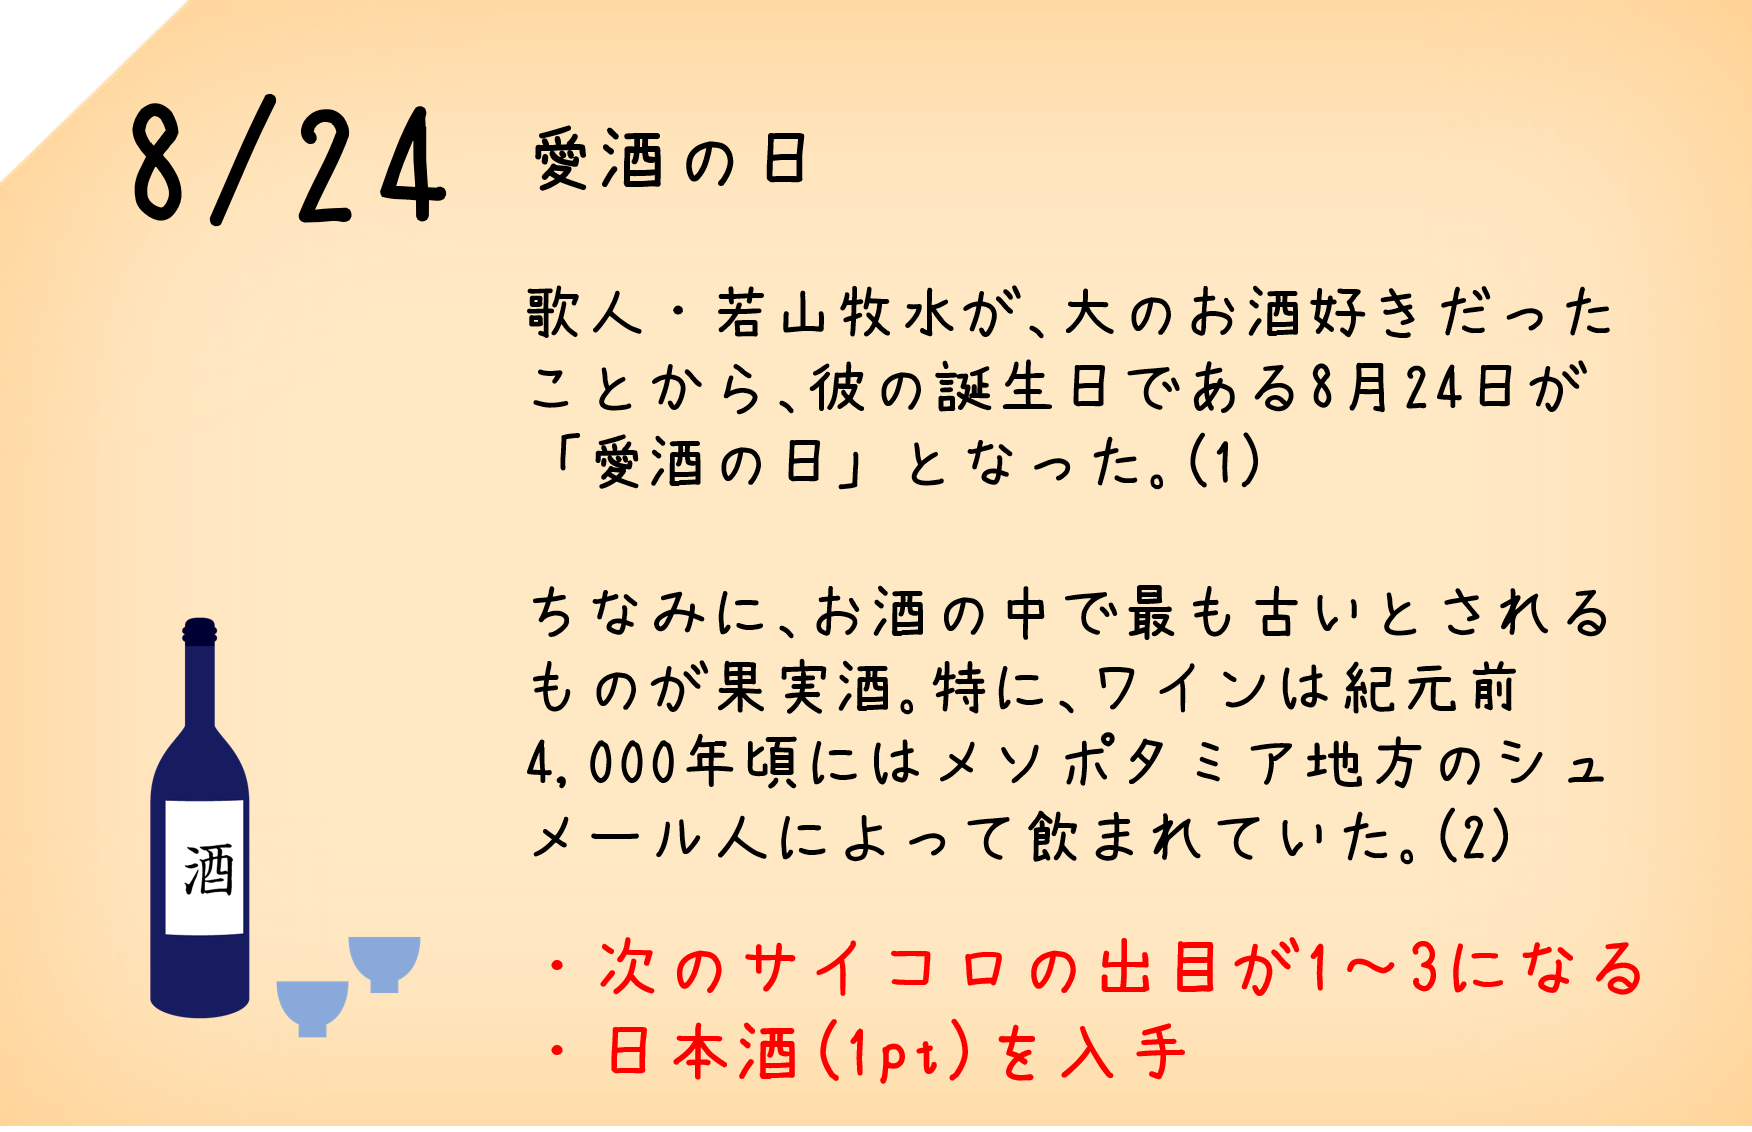 8/24 愛酒の日
歌人・若山牧水が、大のお酒好きだった
ことから、彼の誕生日である8月24日が
「愛酒の日」となった。(1)
ちなみに、お酒の中で最も古いとされる
ものが果実酒。特に、ワインは紀元前
4,000年頃にはメソポタミア地方のシュ
メール人によって飲まれていた。(2)
酒
・次のサイコロの出目が1～3になる
・日本酒(1pt)を入手